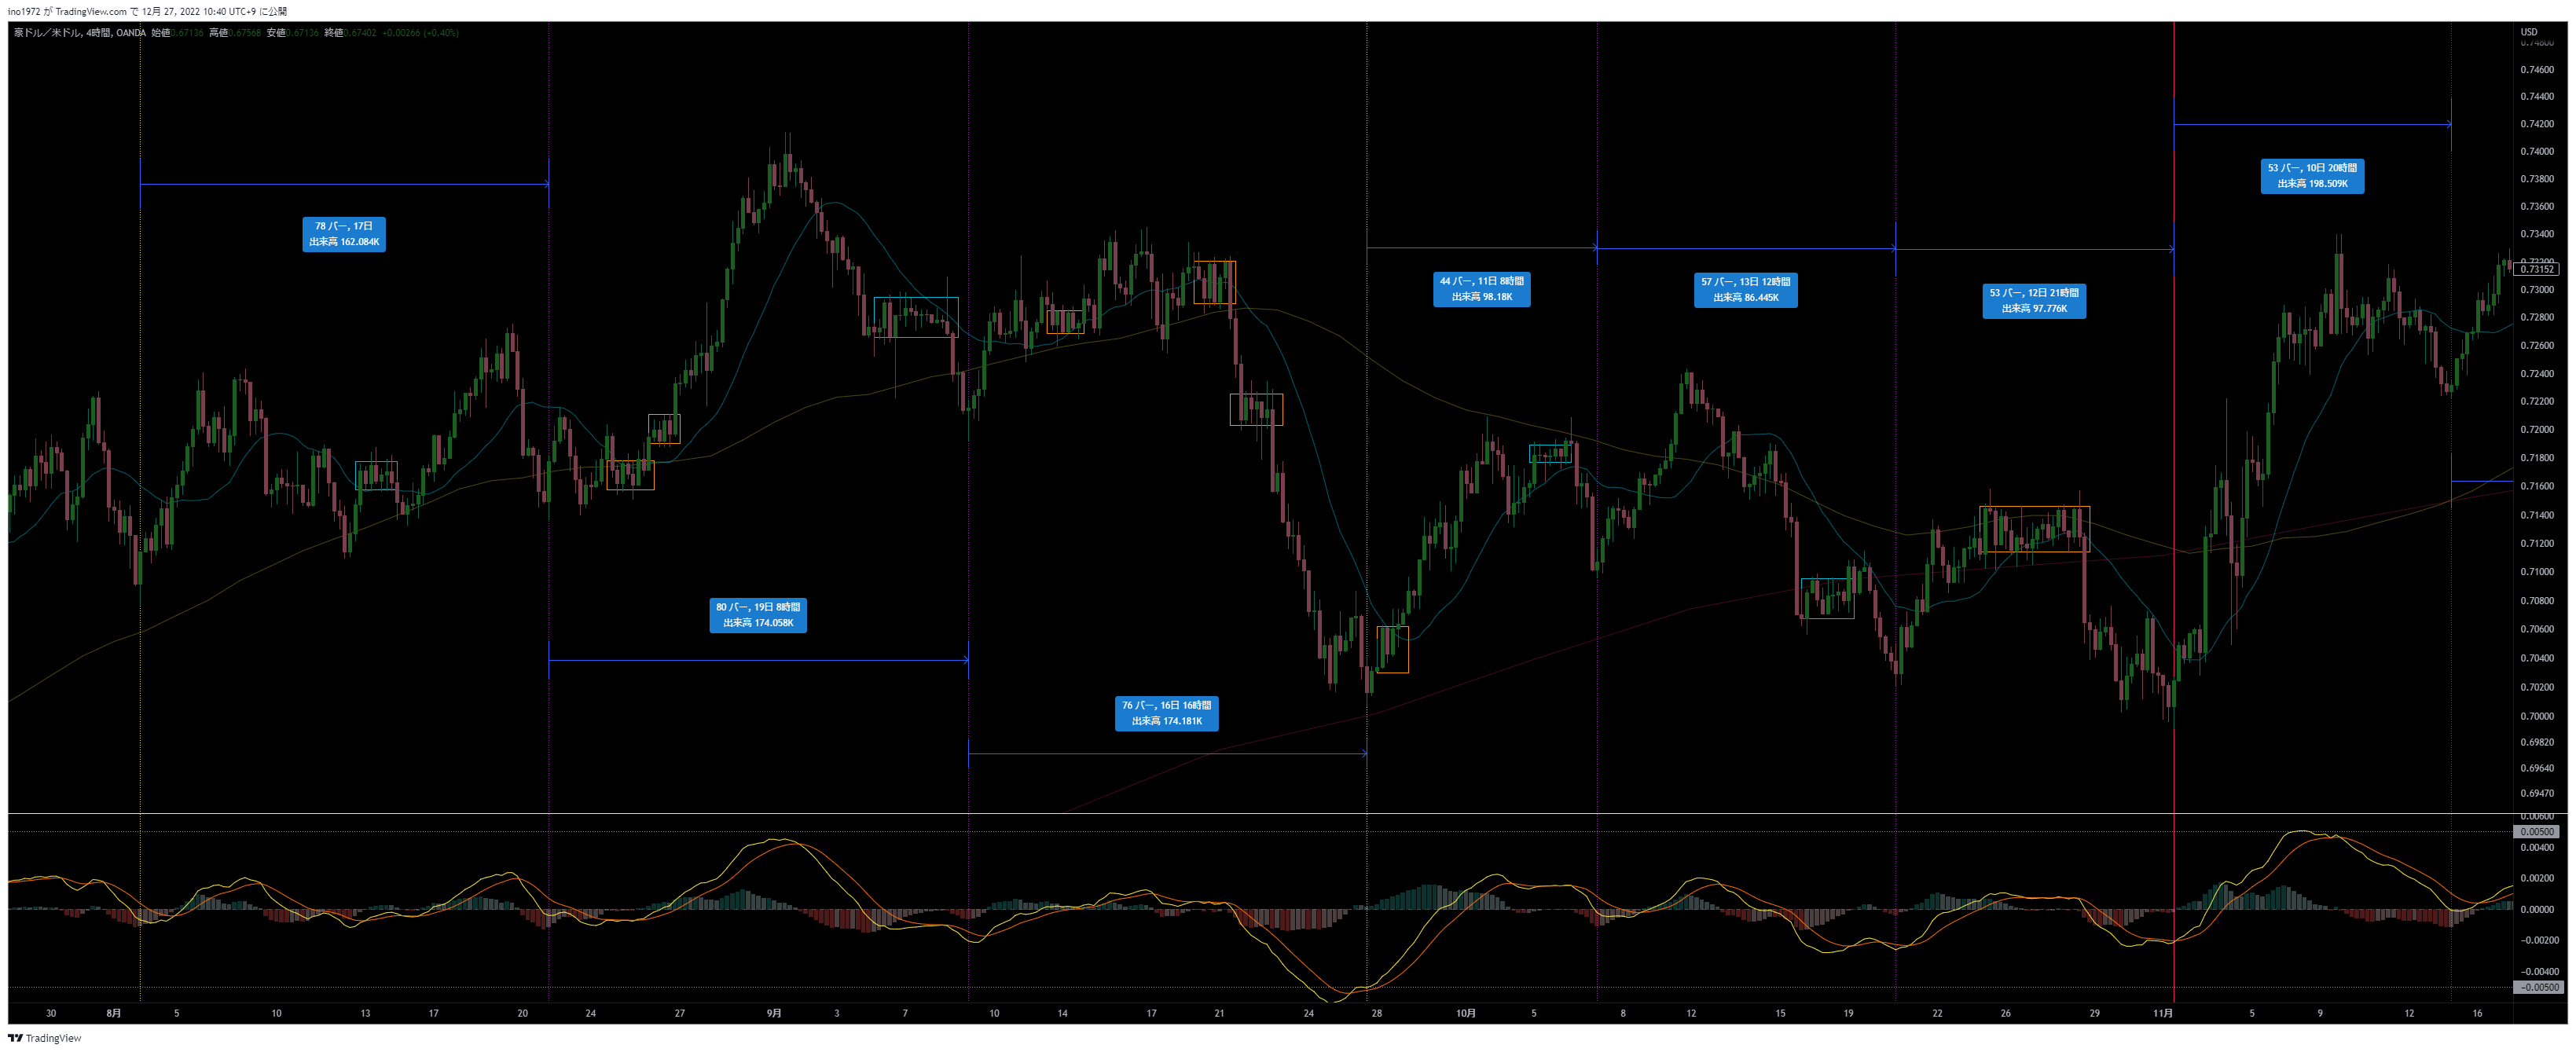 ino1972 が TradingView.com で 12月 27, 2022 10:40 UTC+9 に公開
豪ドル／米ドル, 4時間, OANDA 始値0.67136 高値0.67568 安値0.67136 終値0.67402 +0.00266 (+0.40%)
USD
0.74800
0.74600
0.74400
0.74200
0.74000
0.73800
0.73600
0.73400
0.73200
0.73152
0.73000
0.72800
0.72600
0.72400
0.72200
0.72000
0.71800
0.71600
0.71400
0.71200
0.71000
0.70800
0.70600
0.70400
0.70200
0.70000
0.69820
0.69640
0.69470
53 バー, 10日 20時間
出来高 198.509K
78 バー, 17日
出来高 162.084K
44 バー, 11日 8時間
出来高 98.18K
57 バー, 13日 12時間
出来高 86.445K
53 バー, 12日 21時間
出来高 97.776K
80 バー, 19日 8時間
出来高 174.058K
76 バー, 16日 16時間
出来高 174.181K
0.00600
0.00500
0.00400
0.00200
0.00000
−0.00200
−0.00400
−0.00500
30 8月 5 10 13 17 20 24 27 9月 3 7 10 14 17 21 24 28 10月 5 8 12 15 19 22 26 29 11月 5 9 12 16
TradingView